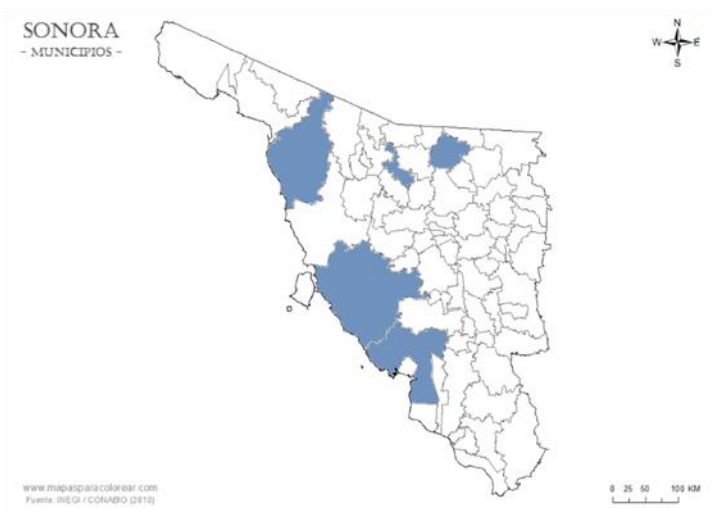 SONORA
- MUNICIPIOS -
N
W E
S
www.mapasparacolorear.com
Fuente: INEGI / CONABIO (2010)
0 25 50 100 KM